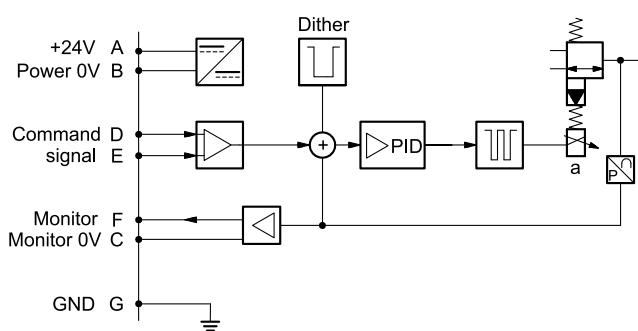 Dither
+24V A
Power 0V B
Command D
signal E
PID
a
P
Monitor F
Monitor 0V C
GND G